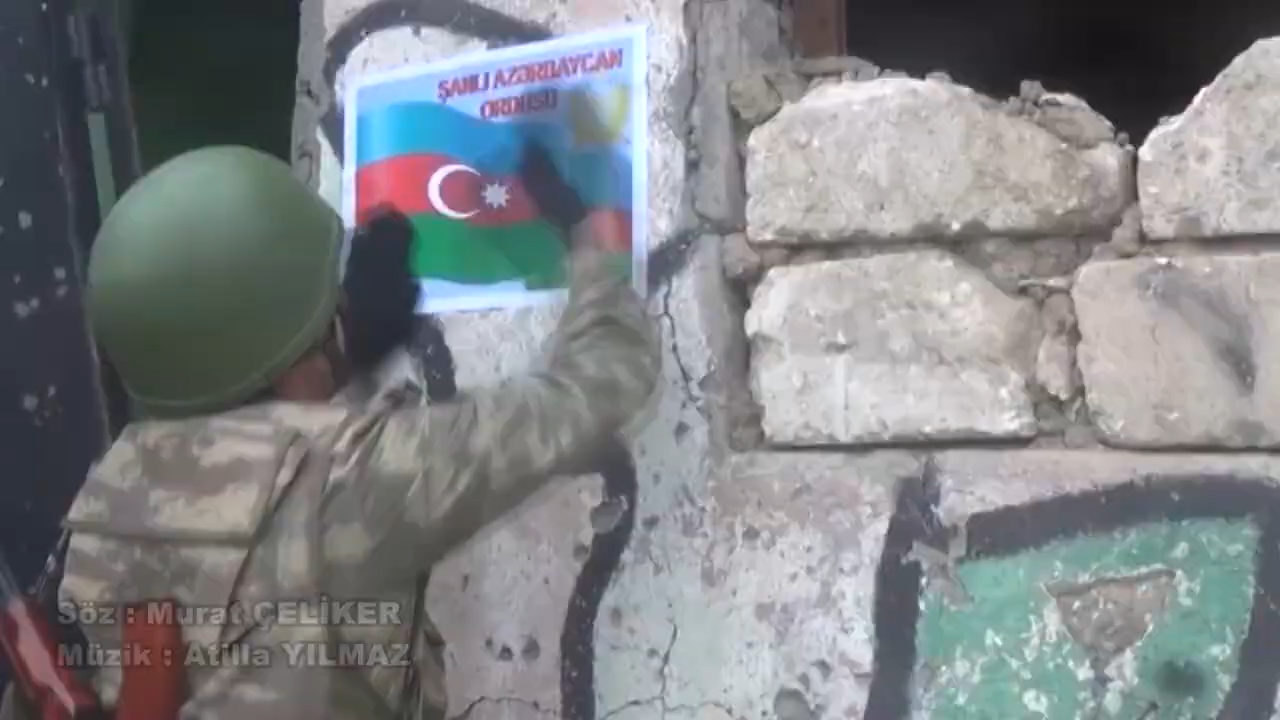 ŞANLI AZƏRBAYCAN
ORDUSU
Söz : Murat ÇELİKER
Müzik : Atilla YILMAZ